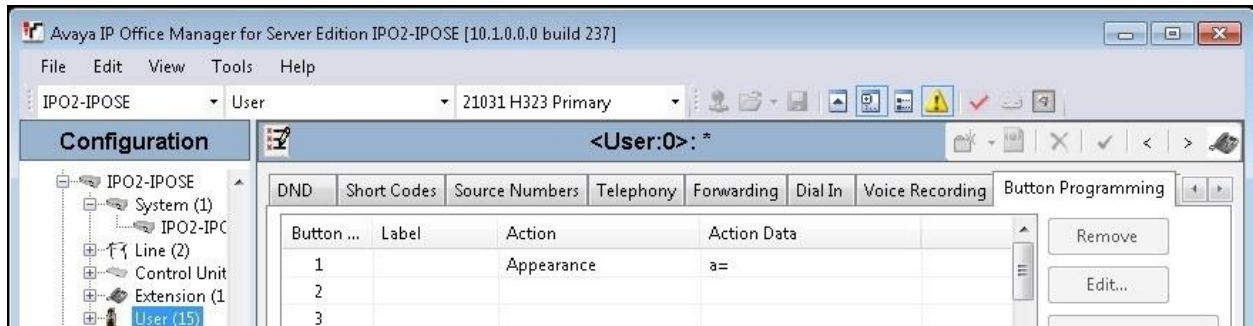 Avaya IP Office Manager for Server Edition IPO2-IPOSE [10.1.0.0.0 build 237]
File Edit View Tools Help
IPO2-IPOSE User 21031 H323 Primary
Configuration <User:0>: *
IPO2-IPOSE
System (1)
IPO2-IPO
Line (2)
Control Unit
Extension (1
User (15)
DND Short Codes Source Numbers Telephony Forwarding Dial In Voice Recording Button Programming
Button ... Label Action Action Data
1 Appearance a=
2
3
Remove
Edit...